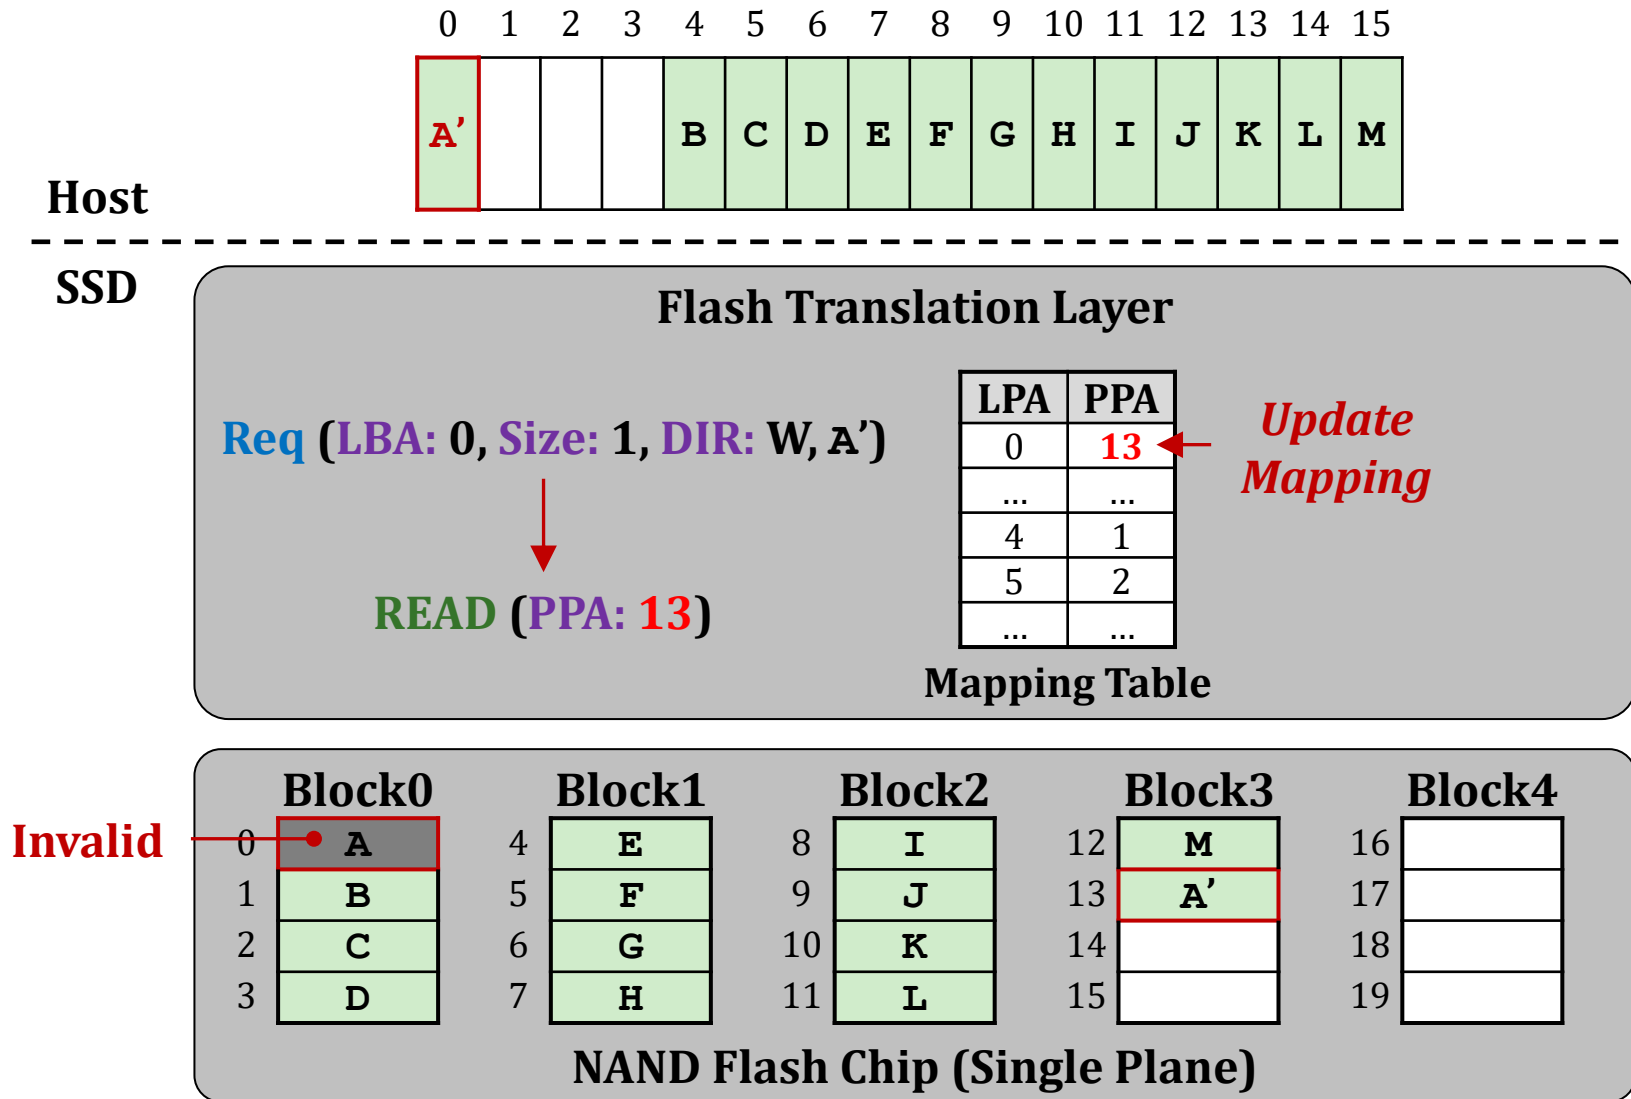 0 1 2 3 4 5 6 7 8 9 10 11 12 13 14 15
A’ B C D E F G H I J K L M
Host
SSD
Flash Translation Layer
Req (LBA: 0, Size: 1, DIR: W, A’)
READ (PPA: 13)
LPA PPA
0 13
... ...
4 1
5 2
... ...
Mapping Table
Update
Mapping
Invalid
Block0 Block1 Block2 Block3 Block4
0 A 4 E 8 I 12 M 16
1 B 5 F 9 J 13 A’ 17
2 C 6 G 10 K 14 18
3 D 7 H 11 L 15 19
NAND Flash Chip (Single Plane)